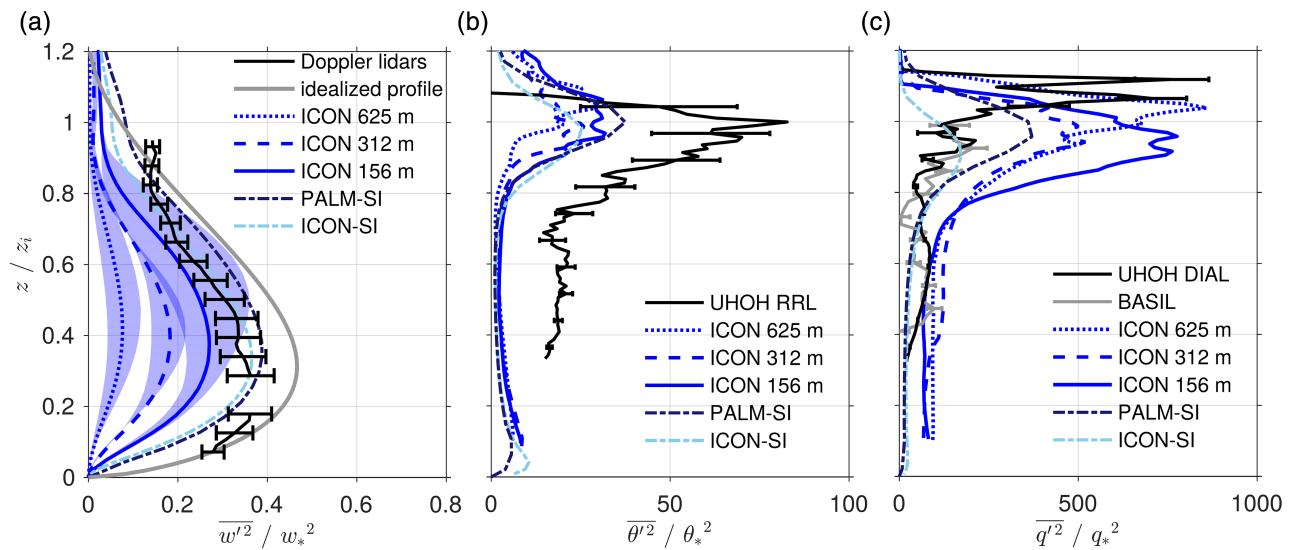 (a)
1.2
1
0.8
0.6
0.4
0.2
0
z / z_i
0 0.2 0.4 0.6 0.8
\overline{w'^2} / w_*^2
Doppler lidars
idealized profile
ICON 625 m
ICON 312 m
ICON 156 m
PALM-SI
ICON-SI
(b)
0 50 100
\overline{θ'^2} / θ_*^2
UHOH RRL
ICON 625 m
ICON 312 m
ICON 156 m
PALM-SI
ICON-SI
(c)
0 500 1000
\overline{q'^2} / q_*^2
UHOH DIAL
BASIL
ICON 625 m
ICON 312 m
ICON 156 m
PALM-SI
ICON-SI